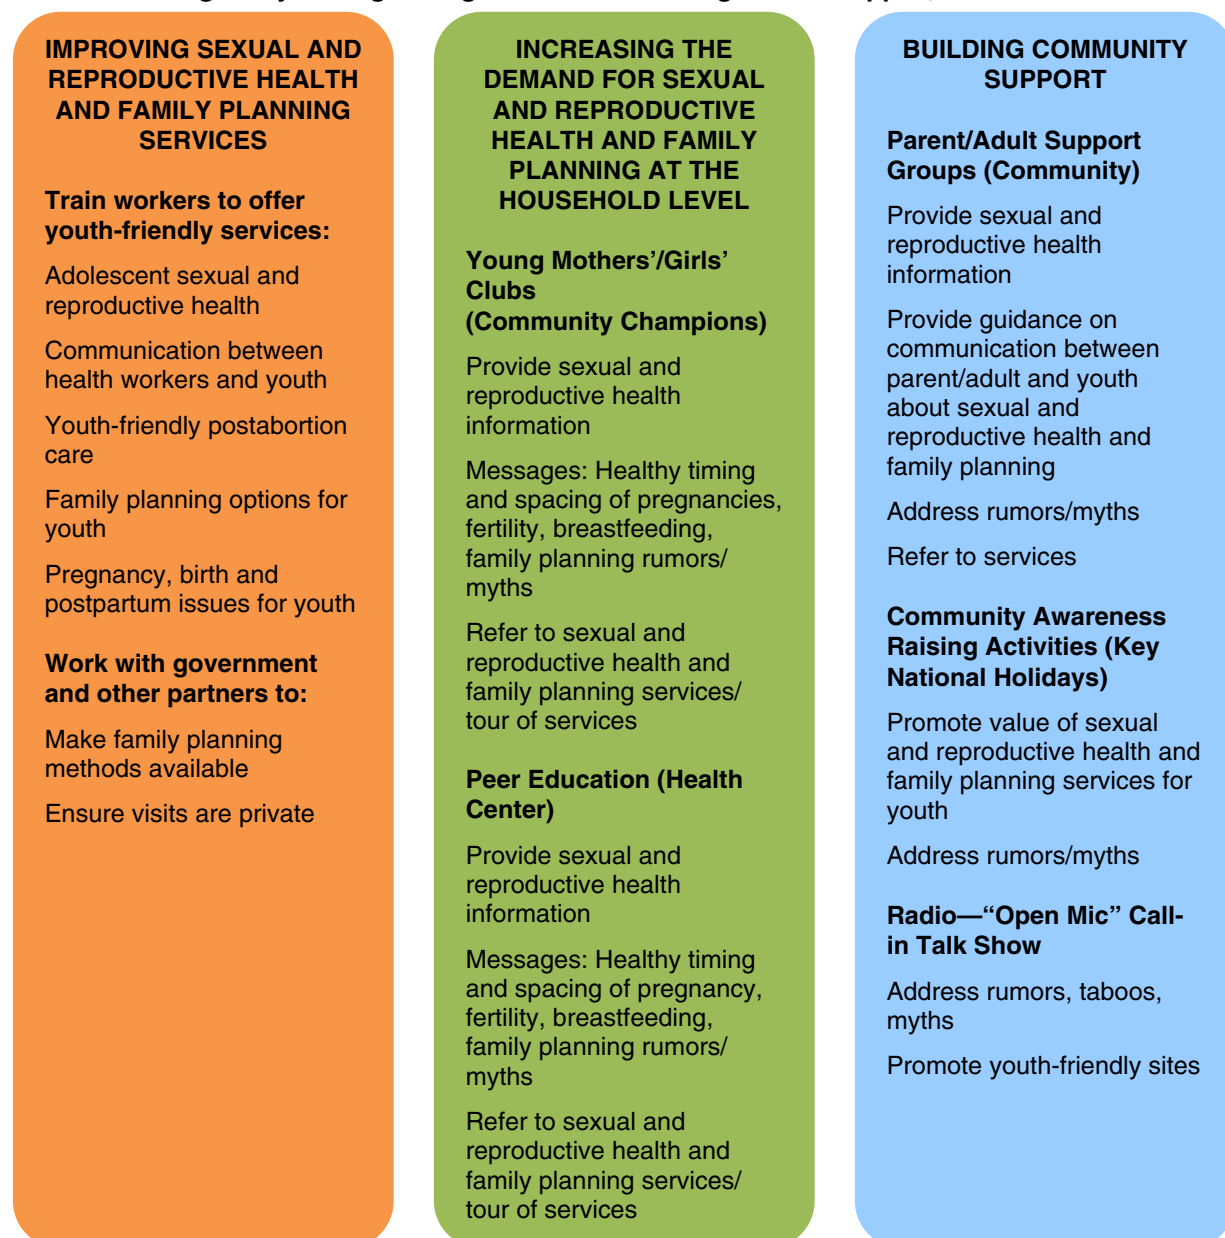 IMPROVING SEXUAL AND
REPRODUCTIVE HEALTH
AND FAMILY PLANNING
SERVICES
Train workers to offer
youth-friendly services:
Adolescent sexual and
reproductive health
Communication between
health workers and youth
Youth-friendly postabortion
care
Family planning options for
youth
Pregnancy, birth and
postpartum issues for youth
Work with government
and other partners to:
Make family planning
methods available
Ensure visits are private
INCREASING THE
DEMAND FOR SEXUAL
AND REPRODUCTIVE
HEALTH AND FAMILY
PLANNING AT THE
HOUSEHOLD LEVEL
Young Mothers’/Girls’
Clubs
(Community Champions)
Provide sexual and
reproductive health
information
Messages: Healthy timing
and spacing of pregnancies,
fertility, breastfeeding,
family planning rumors/
myths
Refer to sexual and
reproductive health and
family planning services/
tour of services
Peer Education (Health
Center)
Provide sexual and
reproductive health
information
Messages: Healthy timing
and spacing of pregnancy,
fertility, breastfeeding,
family planning rumors/
myths
Refer to sexual and
reproductive health and
family planning services/
tour of services
BUILDING COMMUNITY
SUPPORT
Parent/Adult Support
Groups (Community)
Provide sexual and
reproductive health
information
Provide guidance on
communication between
parent/adult and youth
about sexual and
reproductive health and
family planning
Address rumors/myths
Refer to services
Community Awareness
Raising Activities (Key
National Holidays)
Promote value of sexual
and reproductive health and
family planning services for
youth
Address rumors/myths
Radio—“Open Mic” Call-
in Talk Show
Address rumors, taboos,
myths
Promote youth-friendly sites